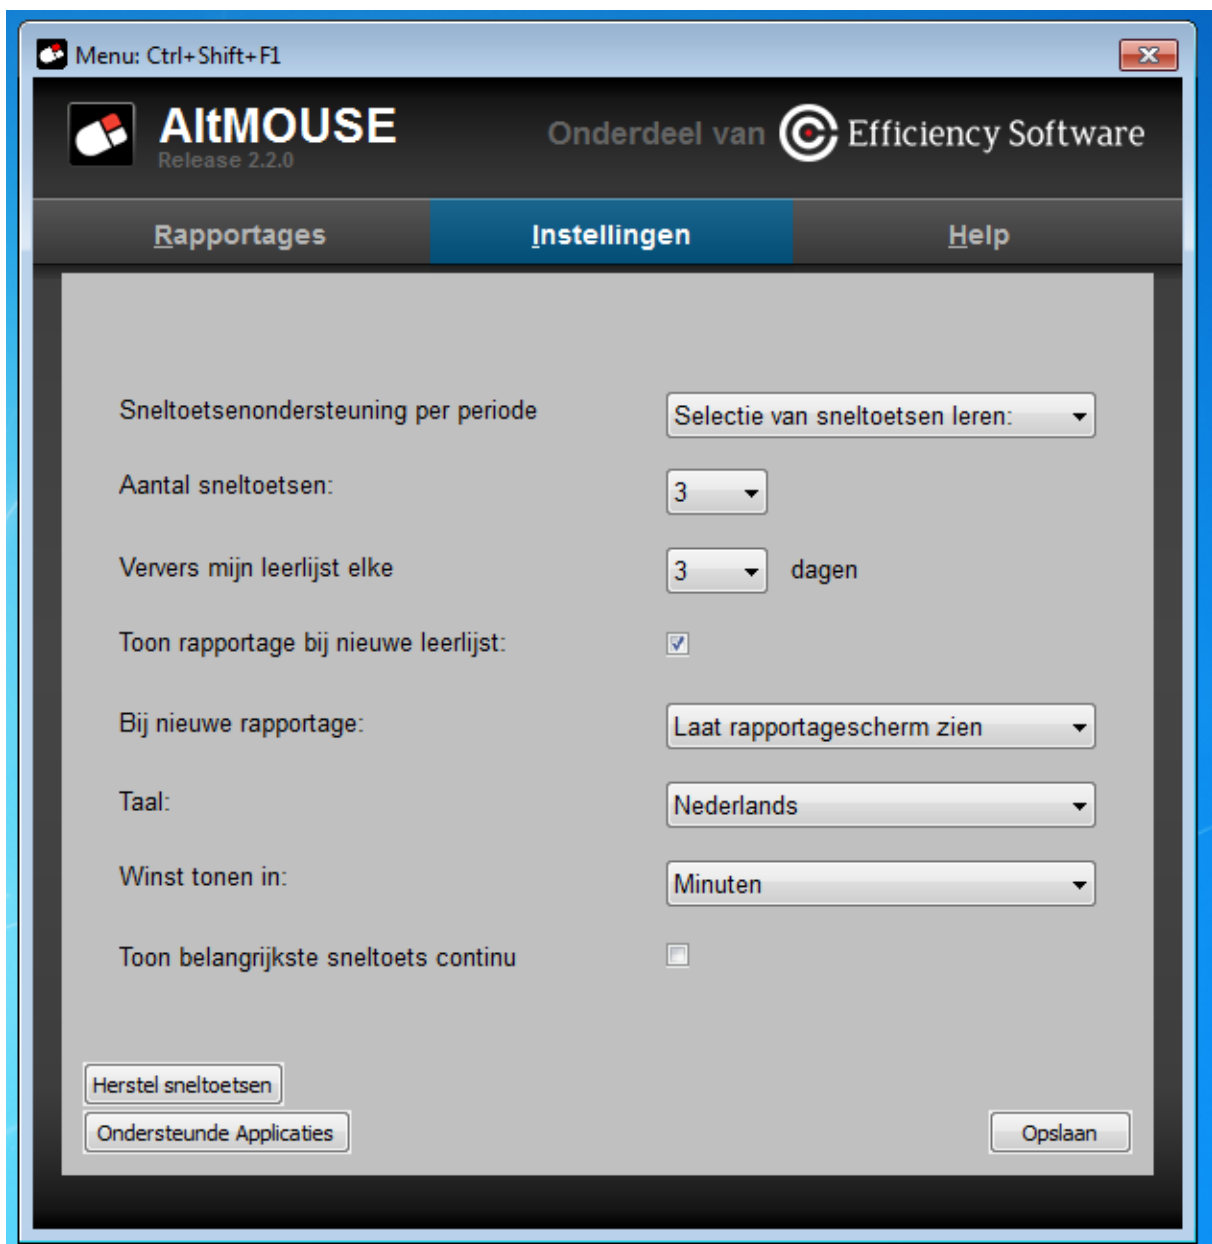 Menu: Ctrl+Shift+F1
AltMOUSE
Release 2.2.0
Onderdeel van Efficiency Software
Rapportages Instellingen Help
Sneltoetsenondersteuning per periode Selectie van sneltoetsen leren:
Aantal sneltoetsen: 3
Ververs mijn leerlijst elke 3 dagen
Toon rapportage bij nieuwe leerlijst:
Bij nieuwe rapportage: Laat rapportagescherm zien
Taal: Nederlands
Winst tonen in: Minuten
Toon belangrijkste sneltoets continu
Herstel sneltoetsen
Ondersteunde Applicaties Opslaan